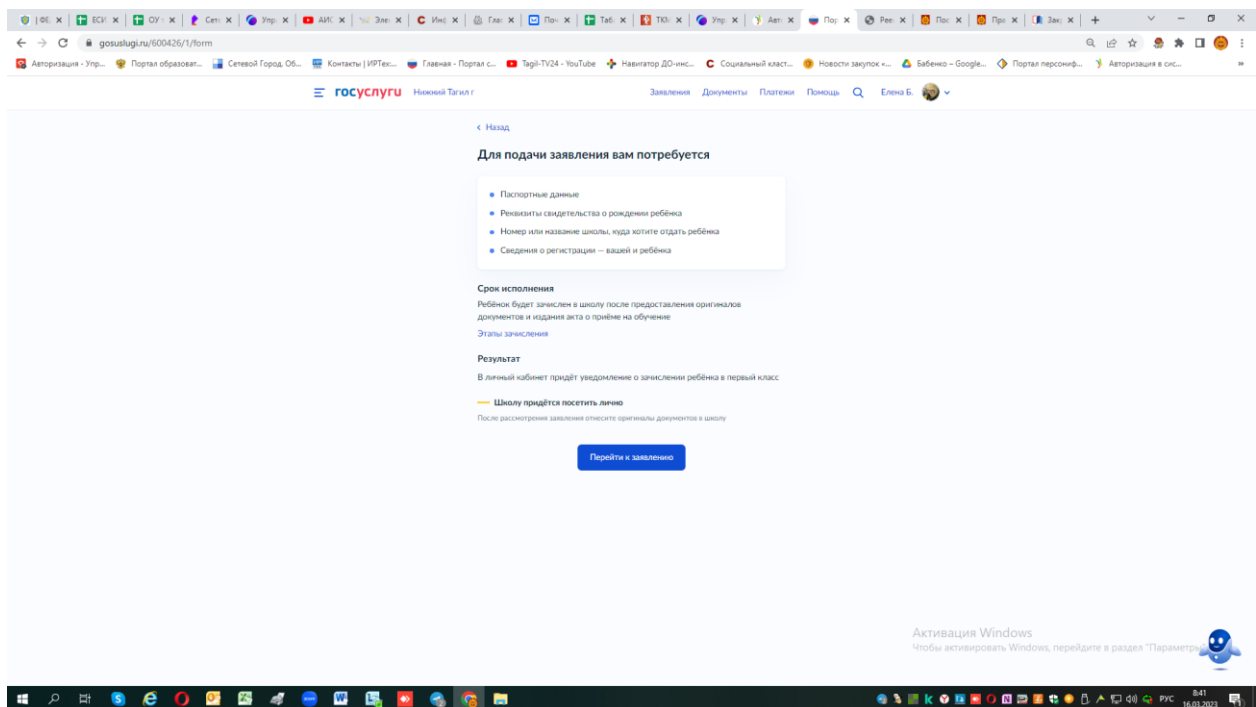 gosuslugi.ru/600426/1/form
Авторизация - Упр... Портал образоват... Сетевой Город. Об... Контакты | ИРТех:... Главная - Портал с... Tagil-TV24 - YouTube Навигатор ДО-инс... Социальный класт... Новости закупок «... Бабенко – Google... Портал персониф... Авторизация в сис... »
госуслуги Нижний Тагил г Заявления Документы Платежи Помощь Елена Б.
Назад
Для подачи заявления вам потребуется
Паспортные данные
Реквизиты свидетельства о рождении ребёнка
Номер или название школы, куда хотите отдать ребёнка
Сведения о регистрации — вашей и ребёнка
Срок исполнения
Ребёнок будет зачислен в школу после предоставления оригиналов
документов и издания акта о приёме на обучение
Этапы зачисления
Результат
В личный кабинет придёт уведомление о зачислении ребёнка в первый класс
Школу придётся посетить лично
После рассмотрения заявления отнесите оригиналы документов в школу
Перейти к заявлению
Активация Windows
Чтобы активировать Windows, перейдите в раздел "Параметры
РУС 8:41
16.03.2023